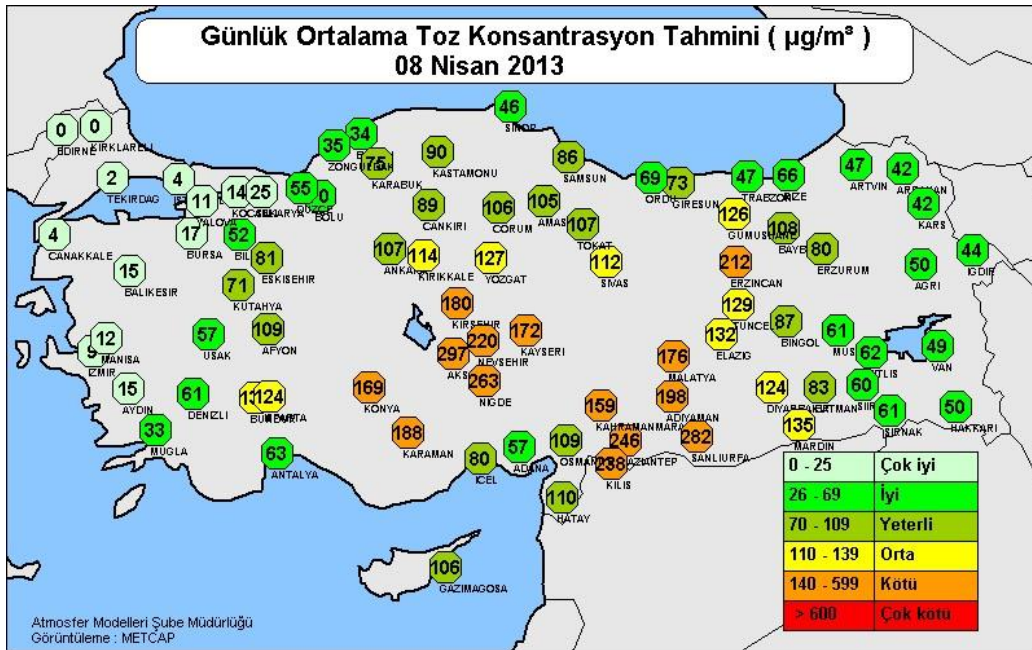 Günlük Ortalama Toz Konsantrasyon Tahmini ( µg/m³ )
08 Nisan 2013
46
SİNOP
0
EDIRNE
0
KIRKLARELI
35
ZONGULDAK
34
75
KARABUK
90
KASTAMONU
86
SAMSUN
2
TEKIRDAG
4
11
YALOVA
14
25
55
0
BOLU
69
ORDU
73
GIRESUN
47
TRABZON
66
RIZE
47
ARTVIN
42
42
KARS
4
CANAKKALE
17
BURSA
52
81
ESKISEHIR
89
CANKIRI
106
CORUM
105
107
TOKAT
126
GUMUSHANE
108
80
ERZURUM
50
AGRI
44
IGDIR
15
BALIKESIR
71
KUTAHYA
107
114
KIRIKKALE
127
YOZGAT
112
SIVAS
212
ERZINCAN
12
MANISA
9
IZMIR
57
USAK
109
AFYON
180
KIRSEHIR
220
NEVSEHIR
172
KAYSERI
297
263
NIGDE
129
132
ELAZIG
87
BINGOL
61
62
49
VAN
15
AYDIN
61
DENIZLI
124
169
KONYA
176
MALATYA
198
ADIYAMAN
124
83
60
61
SIRNAK
50
HAKKARI
33
MUGLA
63
ANTALYA
188
KARAMAN
80
ICEL
57
ADANA
109
159
246
238
KILIS
282
SANLIURFA
135
MARDIN
110
HATAY
106
GAZIMAGOSA
0 - 25 Çok iyi
26 - 69 İyi
70 - 109 Yeterli
110 - 139 Orta
140 - 599 Kötü
> 600 Çok kötü
Atmosfer Modelleri Şube Müdürlüğü
Görüntüleme : METCAP